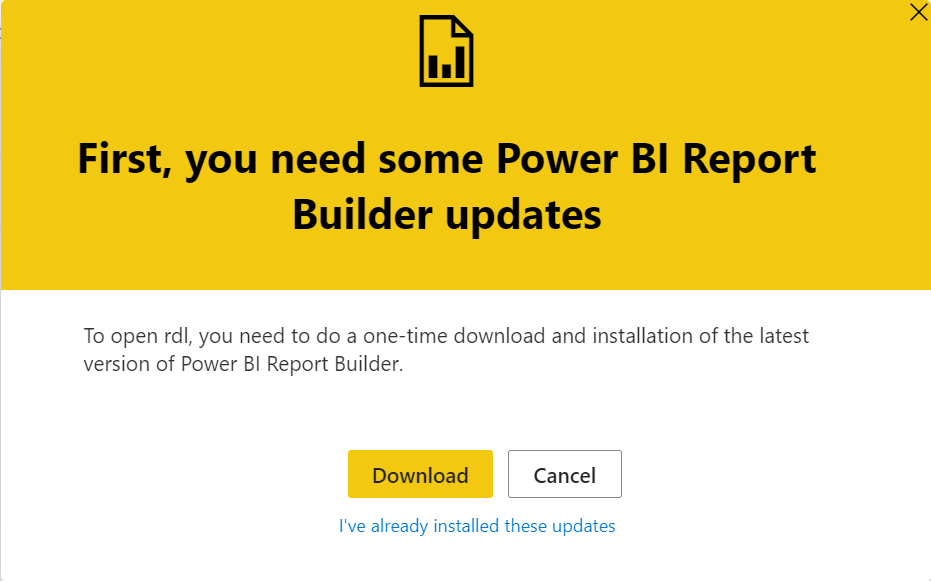 First, you need some Power BI Report
Builder updates
To open rdl, you need to do a one-time download and installation of the latest
version of Power BI Report Builder.
Download
Cancel
I've already installed these updates